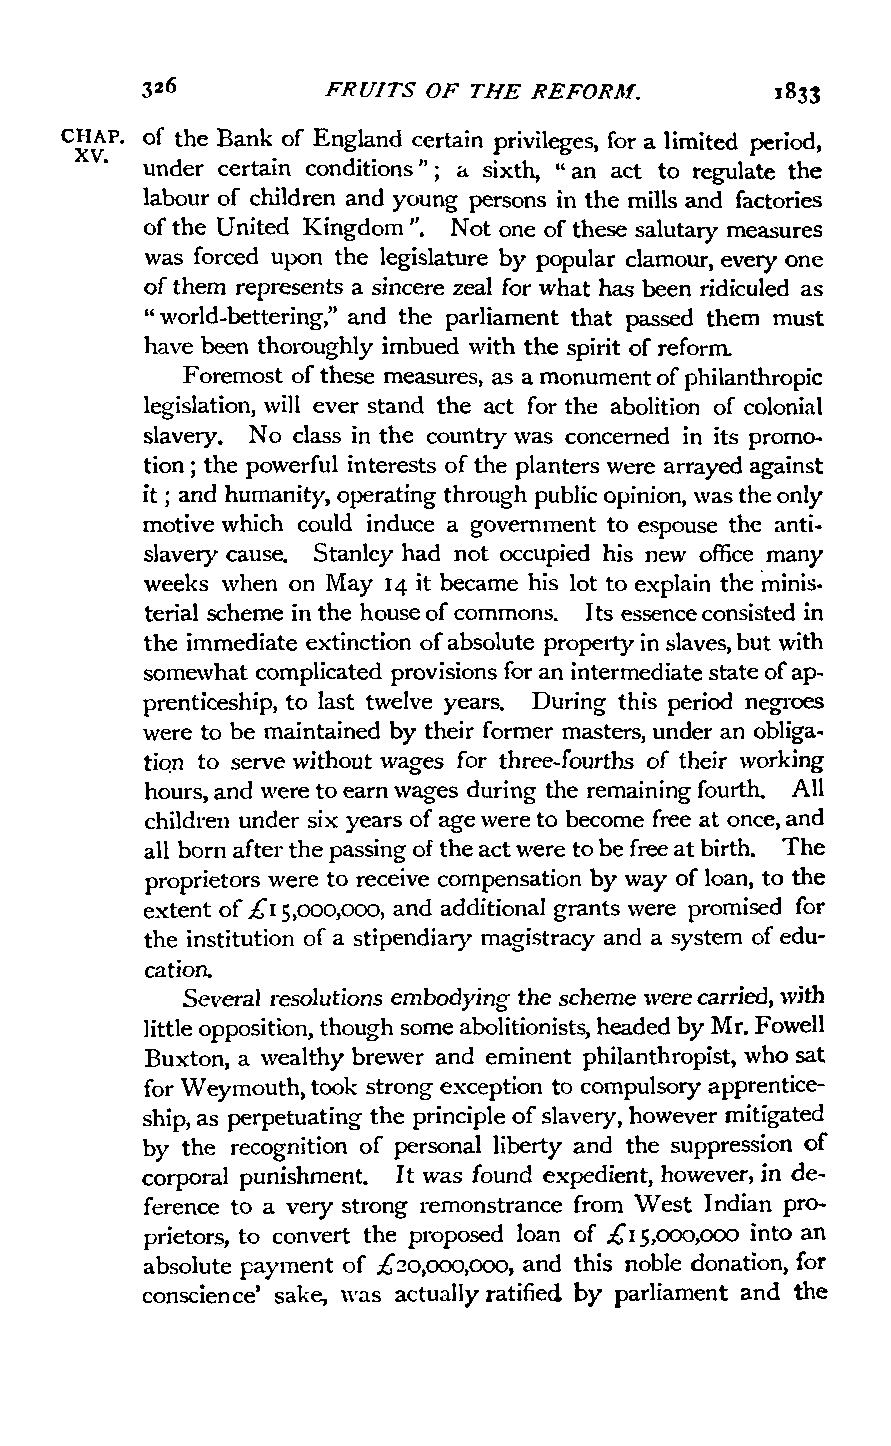 326 FRUITS OF THE REFORM. 1833
CHAP. XV.
of the Bank of England certain privileges, for a limited period,
under certain conditions"; a sixth, "an act to regulate the
labour of children and young persons in the mills and factories
of the United Kingdom". Not one of these salutary measures
was forced upon the legislature by popular clamour, every one
of them represents a sincere zeal for what has been ridiculed as
"world-bettering," and the parliament that passed them must
have been thoroughly imbued with the spirit of reform.
Foremost of these measures, as a monument of philanthropic
legislation, will ever stand the act for the abolition of colonial
slavery. No class in the country was concerned in its promo-
tion; the powerful interests of the planters were arrayed against
it; and humanity, operating through public opinion, was the only
motive which could induce a government to espouse the anti-
slavery cause. Stanley had not occupied his new office many
weeks when on May 14 it became his lot to explain the minis-
terial scheme in the house of commons. Its essence consisted in
the immediate extinction of absolute property in slaves, but with
somewhat complicated provisions for an intermediate state of ap-
prenticeship, to last twelve years. During this period negroes
were to be maintained by their former masters, under an obliga-
tion to serve without wages for three-fourths of their working
hours, and were to earn wages during the remaining fourth. All
children under six years of age were to become free at once, and
all born after the passing of the act were to be free at birth. The
proprietors were to receive compensation by way of loan, to the
extent of £15,000,000, and additional grants were promised for
the institution of a stipendiary magistracy and a system of edu-
cation.
Several resolutions embodying the scheme were carried, with
little opposition, though some abolitionists, headed by Mr. Fowell
Buxton, a wealthy brewer and eminent philanthropist, who sat
for Weymouth, took strong exception to compulsory apprentice-
ship, as perpetuating the principle of slavery, however mitigated
by the recognition of personal liberty and the suppression of
corporal punishment. It was found expedient, however, in de-
ference to a very strong remonstrance from West Indian pro-
prietors, to convert the proposed loan of £15,000,000 into an
absolute payment of £20,000,000, and this noble donation, for
conscience' sake, was actually ratified by parliament and the